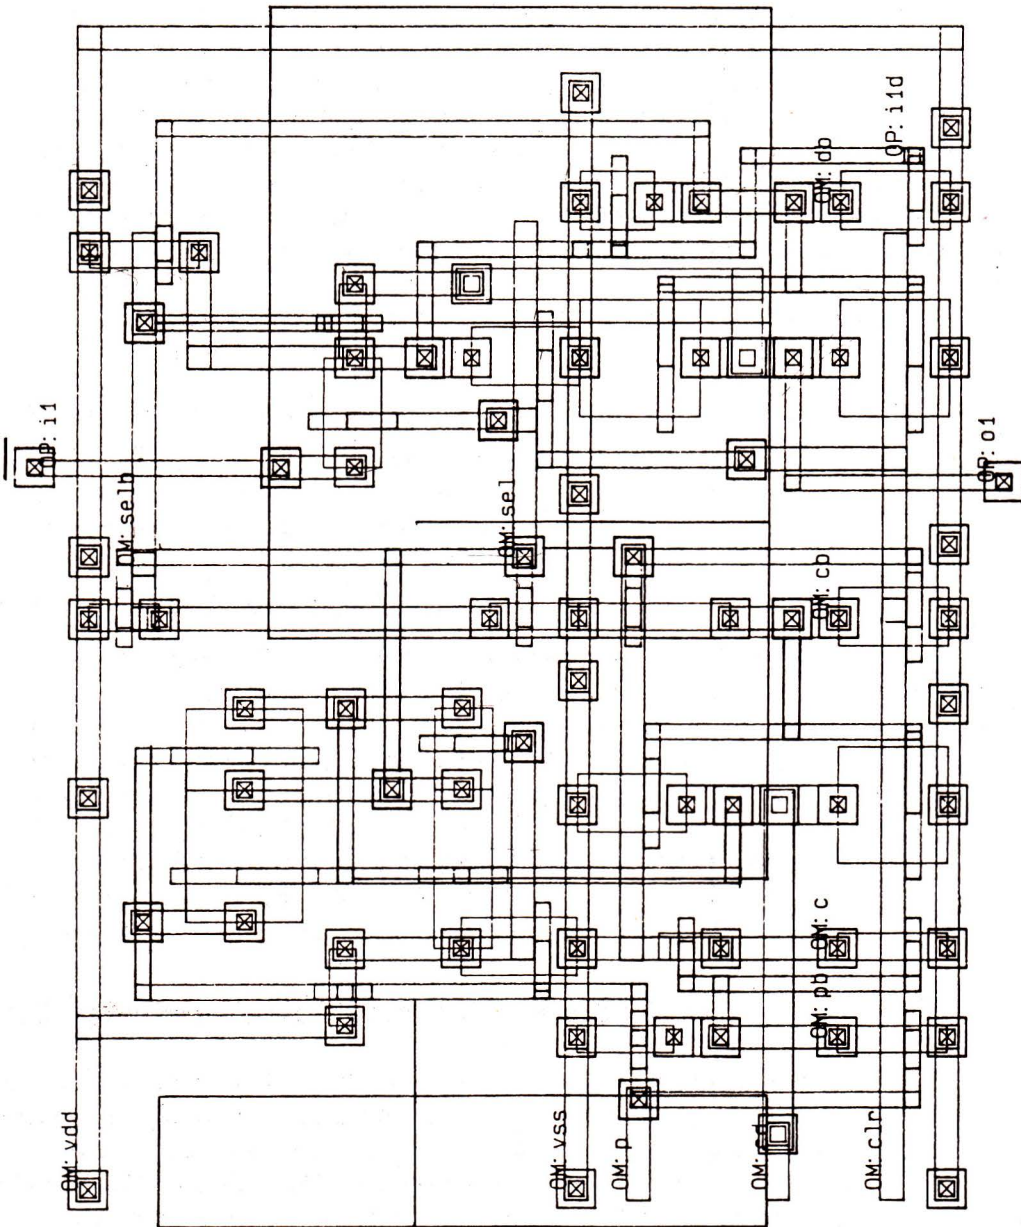 OP: i1d
OM: db
OP: i1
OP: o1
OM: selb
OM: sel
OM: cb
OM: c
OM: pb
OM: vdd
OM: vss
OM: p
OM: clr